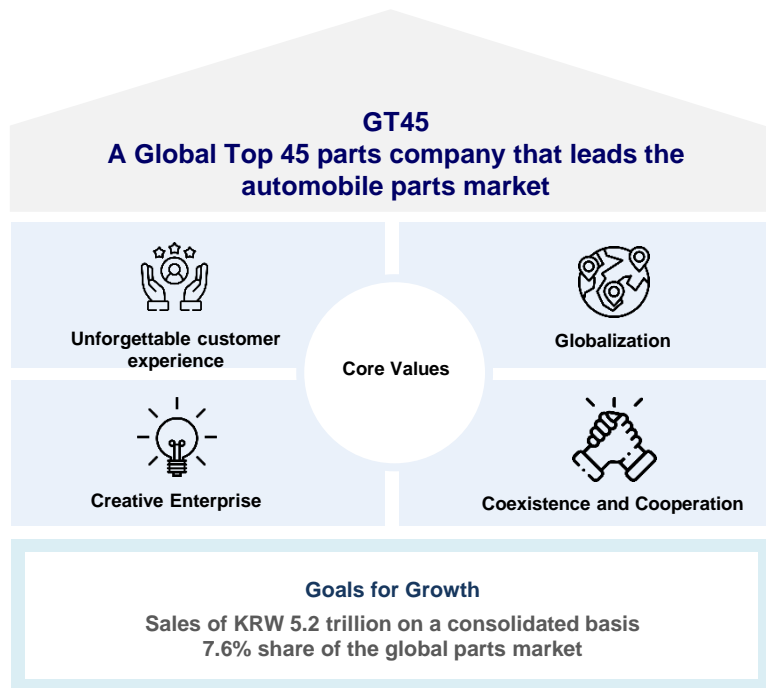 GT45
A Global Top 45 parts company that leads the
automobile parts market
Unforgettable customer
experience
Globalization
Core Values
Creative Enterprise
Coexistence and Cooperation
Goals for Growth
Sales of KRW 5.2 trillion on a consolidated basis
7.6% share of the global parts market